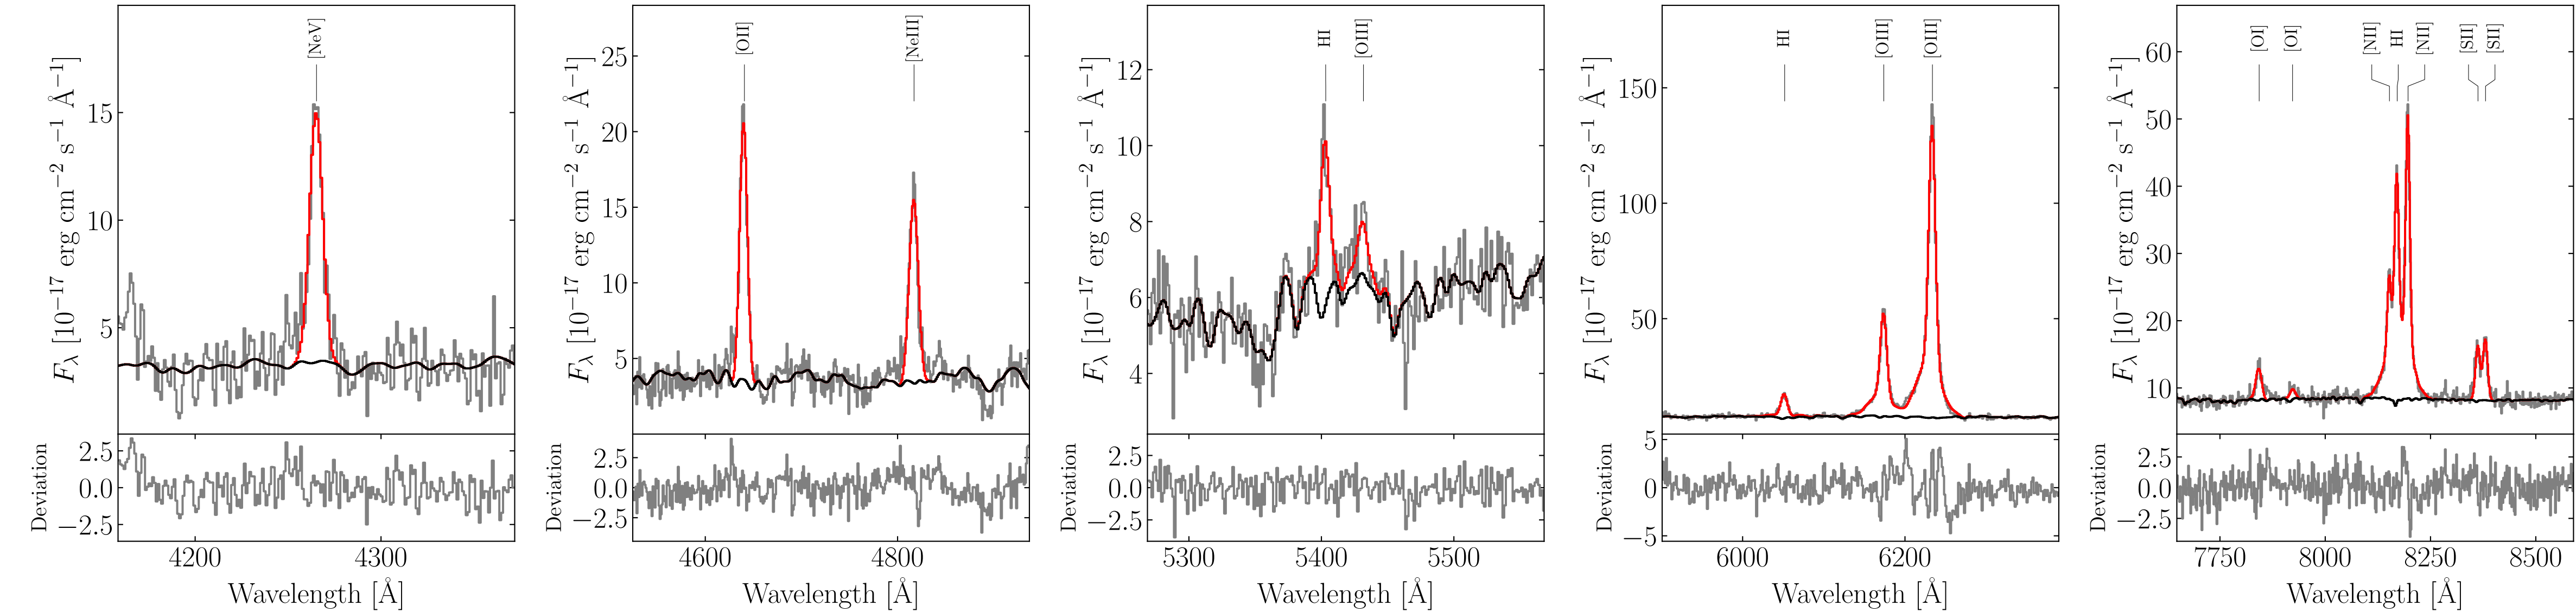 [NeV]
15
10
5
F_λ [10^−17 erg cm^−2 s^−1 Å^−1]
2.5
0.0
−2.5
Deviation
4200 4300
Wavelength [Å]
[OII] [NeIII]
25
20
15
10
5
F_λ [10^−17 erg cm^−2 s^−1 Å^−1]
2.5
0.0
−2.5
Deviation
4600 4800
Wavelength [Å]
HI [OIII]
12
10
8
6
4
F_λ [10^−17 erg cm^−2 s^−1 Å^−1]
2.5
0.0
−2.5
Deviation
5300 5400 5500
Wavelength [Å]
HI [OIII] [OIII]
150
100
50
F_λ [10^−17 erg cm^−2 s^−1 Å^−1]
5
0
−5
Deviation
6000 6200
Wavelength [Å]
[OI] [OI] [NII] HI [NII] [SII] [SII]
60
50
40
30
20
10
F_λ [10^−17 erg cm^−2 s^−1 Å^−1]
2.5
0.0
−2.5
Deviation
7750 8000 8250 8500
Wavelength [Å]